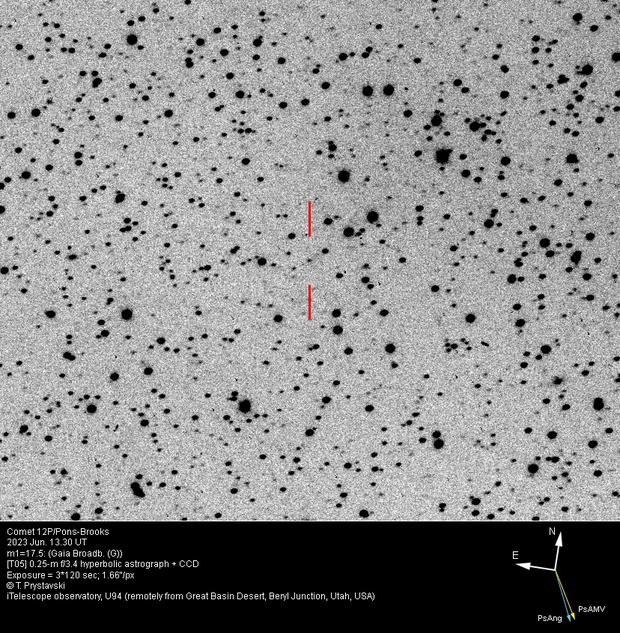 Comet 12P/Pons-Brooks
2023 Jun. 13.30 UT
m1=17.5: (Gaia Broadb. (G))
[T05] 0.25-m f/3.4 hyperbolic astrograph + CCD
Exposure = 3*120 sec; 1.66"/px
© T. Prystavski
iTelescope observatory, U94 (remotely from Great Basin Desert, Beryl Junction, Utah, USA)
N
E
PsAng
PsAMV